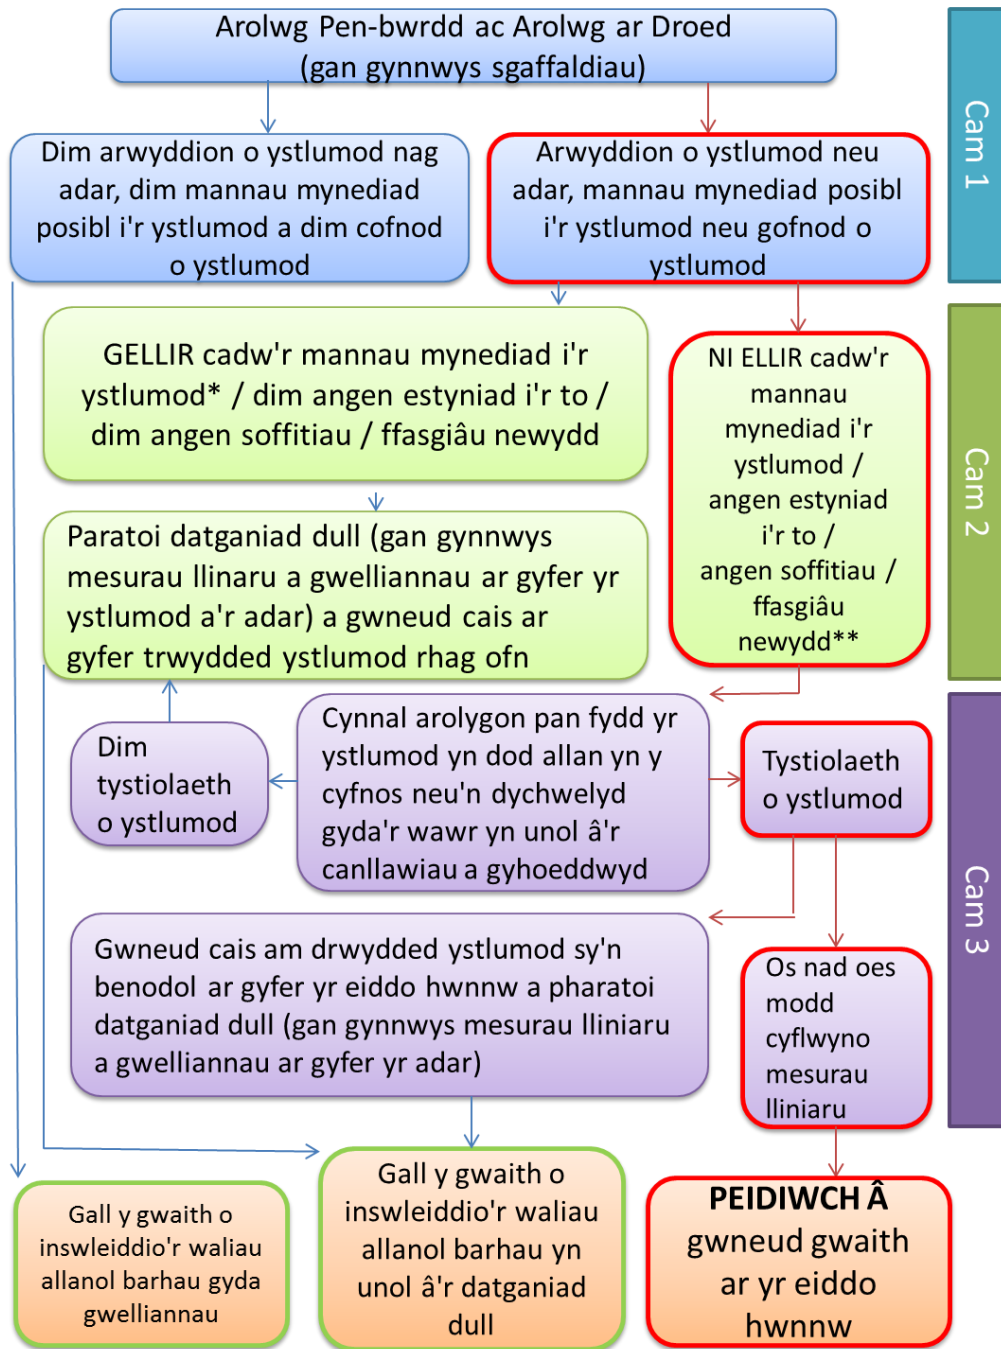 Arolwg Pen-bwrdd ac Arolwg ar Droed
(gan gynnwys sgaffaldiau)
Cam 1
Dim arwyddion o ystlumod nag
adar, dim mannau mynediad
posibl i'r ystlumod a dim cofnod
o ystlumod
Arwyddion o ystlumod neu
adar, mannau mynediad posibl
i'r ystlumod neu gofnod o
ystlumod
GELLIR cadw'r mannau mynediad i'r
ystlumod* / dim angen estyniad i'r to /
dim angen soffitiau / ffasgiâu newydd
NI ELLIR cadw'r
mannau
mynediad i'r
ystlumod /
angen estyniad
i'r to /
angen soffitiau /
ffasgiâu
newydd**
Cam 2
Paratoi datganiad dull (gan gynnwys
mesurau llinaru a gwelliannau ar gyfer yr
ystlumod a'r adar) a gwneud cais ar
gyfer trwydded ystlumod rhag ofn
Dim
tystiolaeth
o ystlumod
Cynnal arolygon pan fydd yr
ystlumod yn dod allan yn y
cyfnos neu'n dychwelyd
gyda'r wawr yn unol â'r
canllawiau a gyhoeddwyd
Tystiolaeth
o ystlumod
Cam 3
Gwneud cais am drwydded ystlumod sy'n
benodol ar gyfer yr eiddo hwnnw a pharatoi
datganiad dull (gan gynnwys mesurau lliniaru
a gwelliannau ar gyfer yr adar)
Os nad oes
modd
cyflwyno
mesurau
lliniaru
Gall y gwaith o
inswleiddio'r waliau
allanol barhau gyda
gwelliannau
Gall y gwaith o
inswleiddio'r waliau
allanol barhau yn
unol â'r datganiad
dull
PEIDIWCH Â
gwneud gwaith
ar yr eiddo
hwnnw